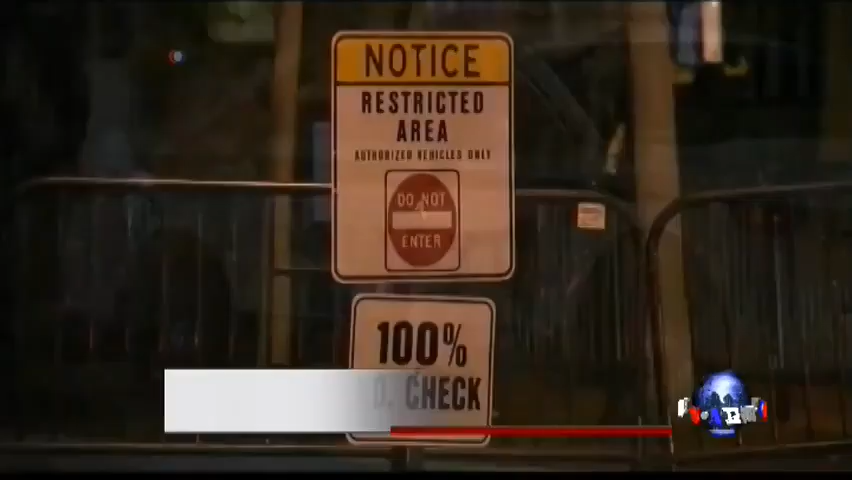 NOTICE
RESTRICTED
AREA
AUTHORIZED VEHICLES ONLY
DO NOT
ENTER
100%
D. CHECK